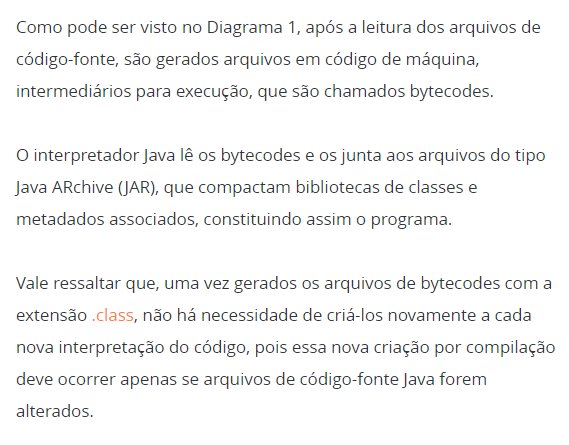 Como pode ser visto no Diagrama 1, após a leitura dos arquivos de
código-fonte, são gerados arquivos em código de máquina,
intermediários para execução, que são chamados bytecodes.
O interpretador Java lê os bytecodes e os junta aos arquivos do tipo
Java ARchive (JAR), que compactam bibliotecas de classes e
metadados associados, constituindo assim o programa.
Vale ressaltar que, uma vez gerados os arquivos de bytecodes com a
extensão .class, não há necessidade de criá-los novamente a cada
nova interpretação do código, pois essa nova criação por compilação
deve ocorrer apenas se arquivos de código-fonte Java forem
alterados.